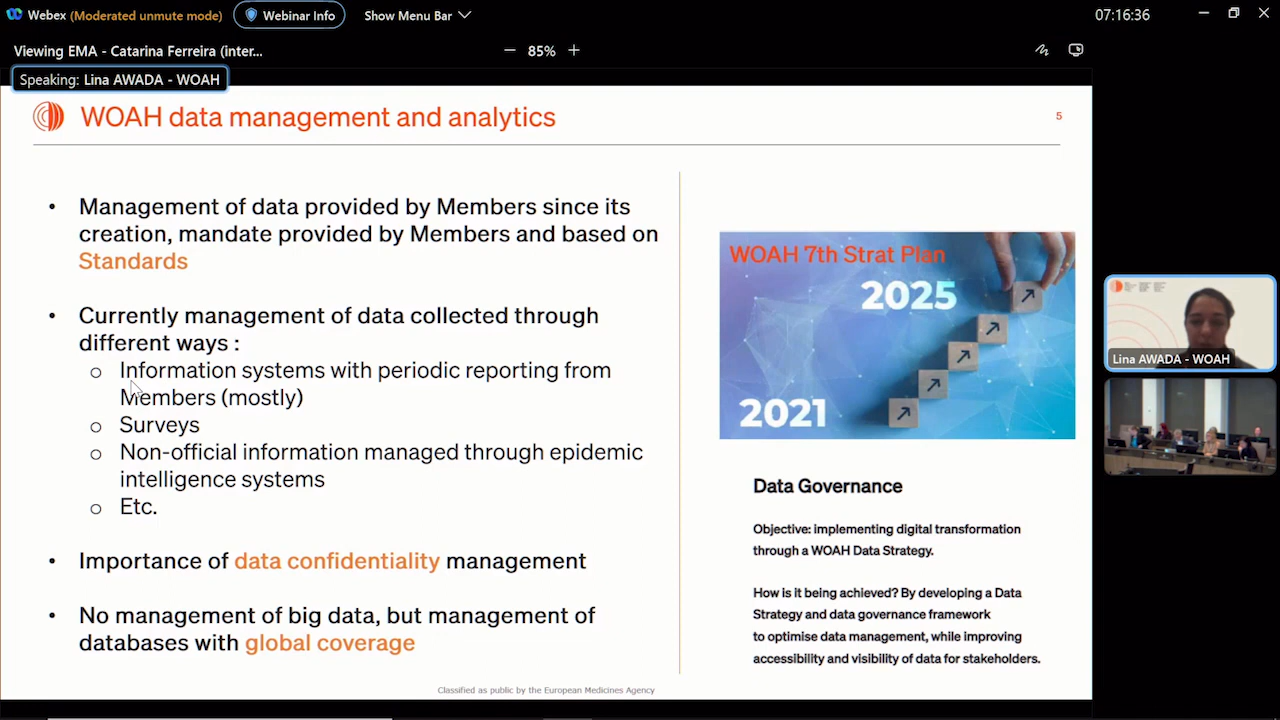 Webex (Moderated unmute mode) Webinar Info Show Menu Bar 07:16:36
Viewing EMA - Catarina Ferreira (inter... 85%
Speaking: Lina AWADA - WOAH
WOAH data management and analytics 5
• Management of data provided by Members since its
creation, mandate provided by Members and based on
Standards
• Currently management of data collected through
different ways :
o Information systems with periodic reporting from
Members (mostly)
o Surveys
o Non-official information managed through epidemic
intelligence systems
o Etc.
• Importance of data confidentiality management
• No management of big data, but management of
databases with global coverage
WOAH 7th Strat Plan
2025
2021
Data Governance
Objective: implementing digital transformation
through a WOAH Data Strategy.
How is it being achieved? By developing a Data
Strategy and data governance framework
to optimise data management, while improving
accessibility and visibility of data for stakeholders.
Classified as public by the European Medicines Agency
Lina AWADA - WOAH